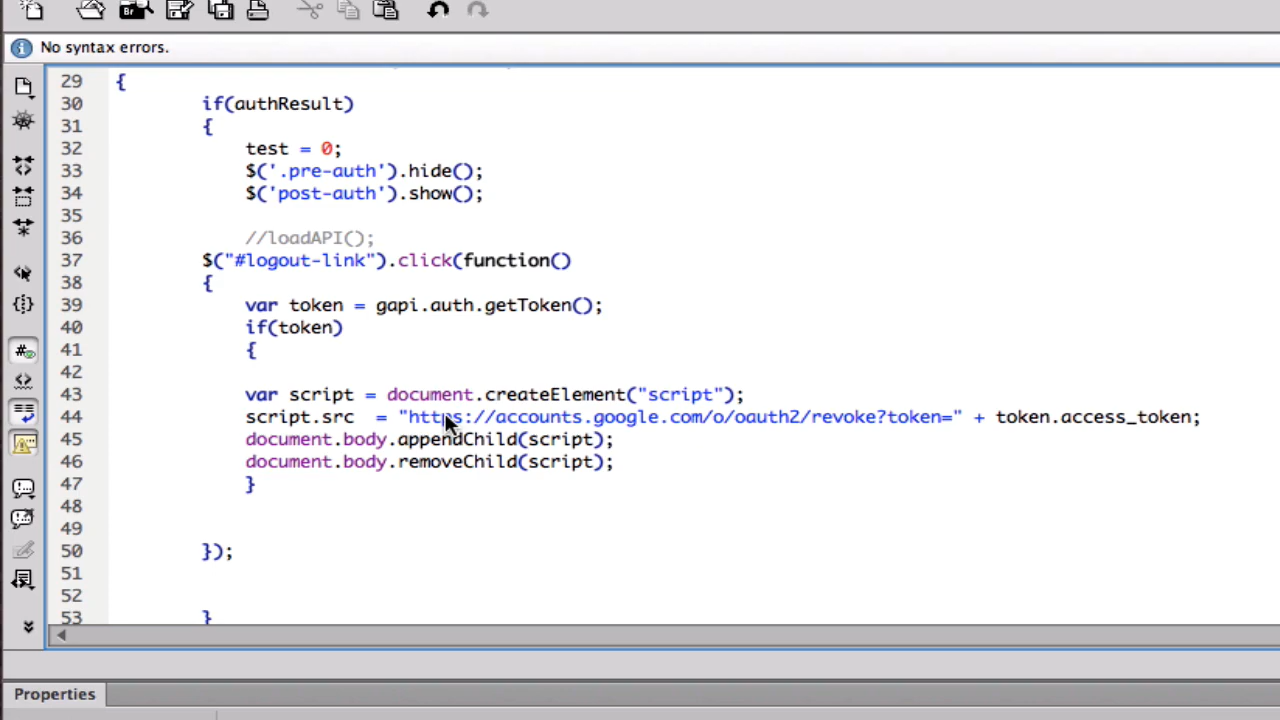 Br
No syntax errors.
29 {
30 if(authResult)
31 {
32 test = 0;
33 $('.pre-auth').hide();
34 $('post-auth').show();
35
36 //loadAPI();
37 $("#logout-link").click(function()
38 {
39 var token = gapi.auth.getToken();
40 if(token)
41 {
42
43 var script = document.createElement("script");
44 script.src  = "https://accounts.google.com/o/oauth2/revoke?token=" + token.access_token;
45 document.body.appendChild(script);
46 document.body.removeChild(script);
47 }
48
49
50 });
51
52
53 }
Properties